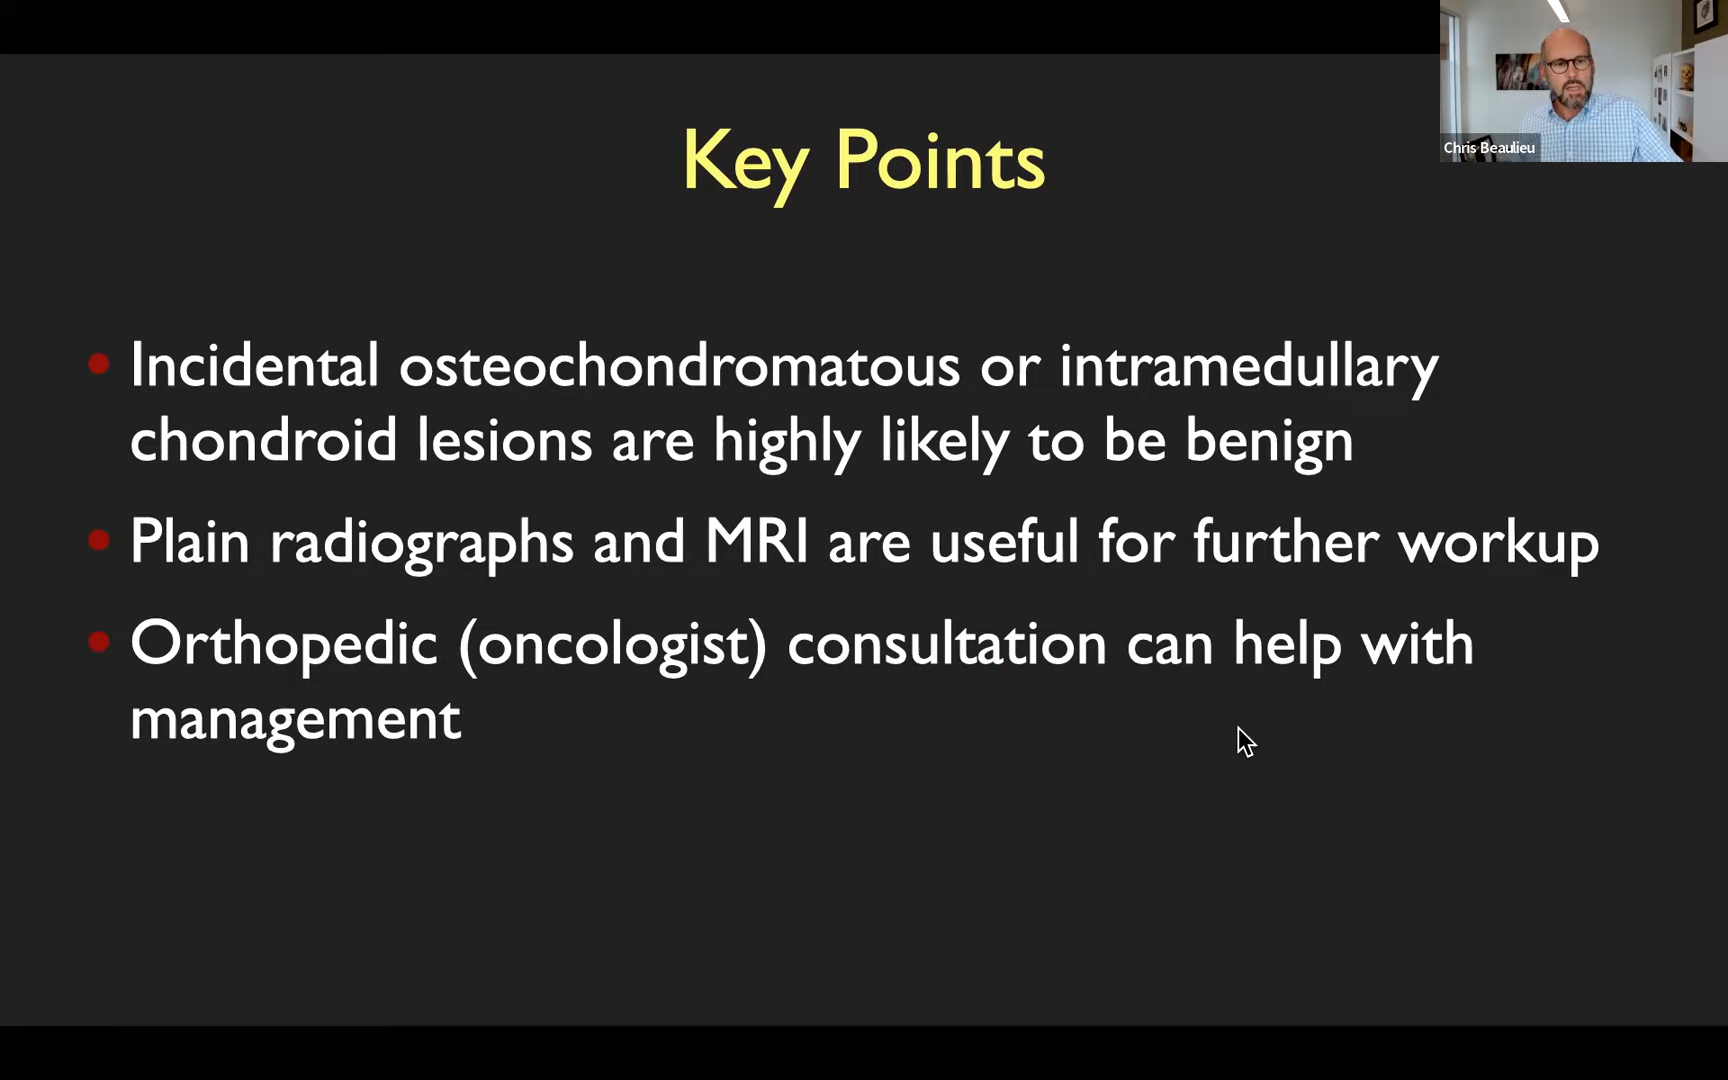 Key Points
Chris Beaulieu
Incidental osteochondromatous or intramedullary
chondroid lesions are highly likely to be benign
Plain radiographs and MRI are useful for further workup
Orthopedic (oncologist) consultation can help with
management